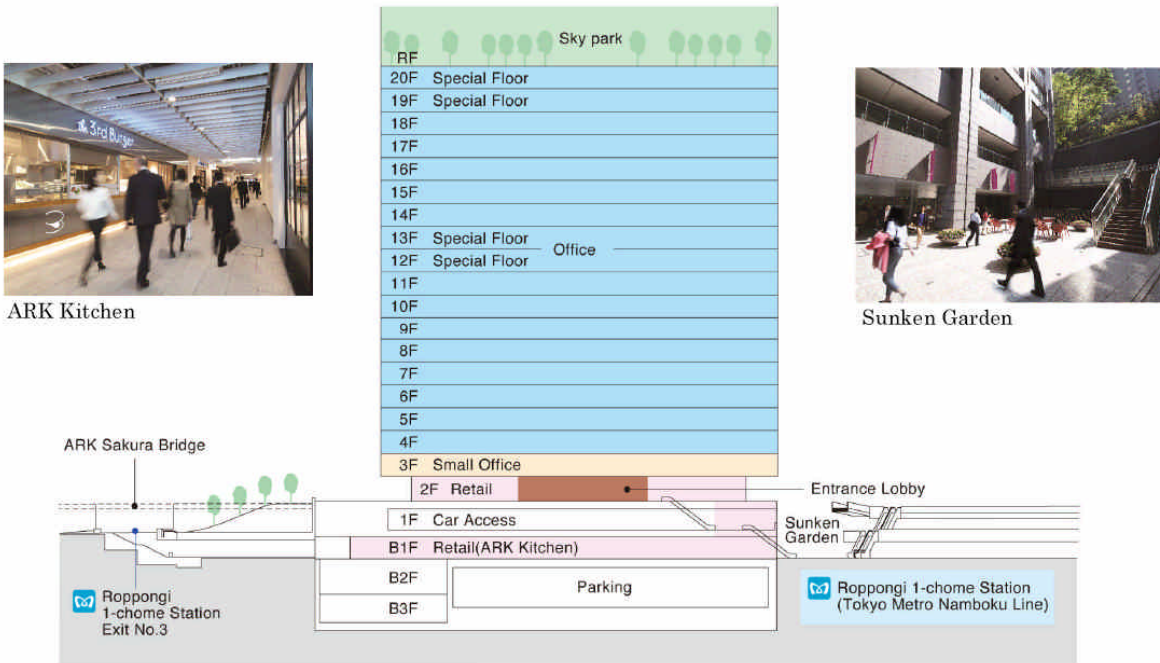 Sky park
RF
20F Special Floor
19F Special Floor
18F
17F
16F
15F
14F
13F Special Floor
Office
12F Special Floor
11F
10F
9F
8F
7F
6F
5F
4F
3F Small Office
2F Retail
Entrance Lobby
1F Car Access
B1F Retail(ARK Kitchen)
B2F
B3F
Parking
3rd Burger
ARK Kitchen
Sunken Garden
ARK Sakura Bridge
Sunken
Garden
Roppongi
1-chome Station
Exit No.3
Roppongi 1-chome Station
(Tokyo Metro Namboku Line)